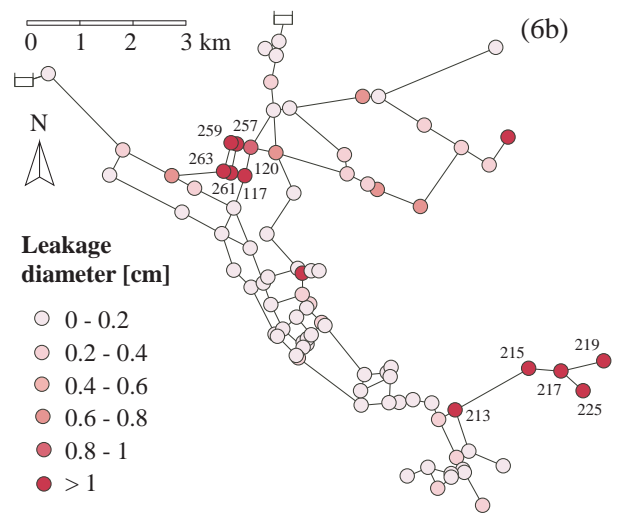 (6b)
0 1 2 3 km
N
259 257
263
120
261 117
Leakage
diameter [cm]
0 - 0.2
0.2 - 0.4
0.4 - 0.6
0.6 - 0.8
0.8 - 1
> 1
215 219
217
225
213